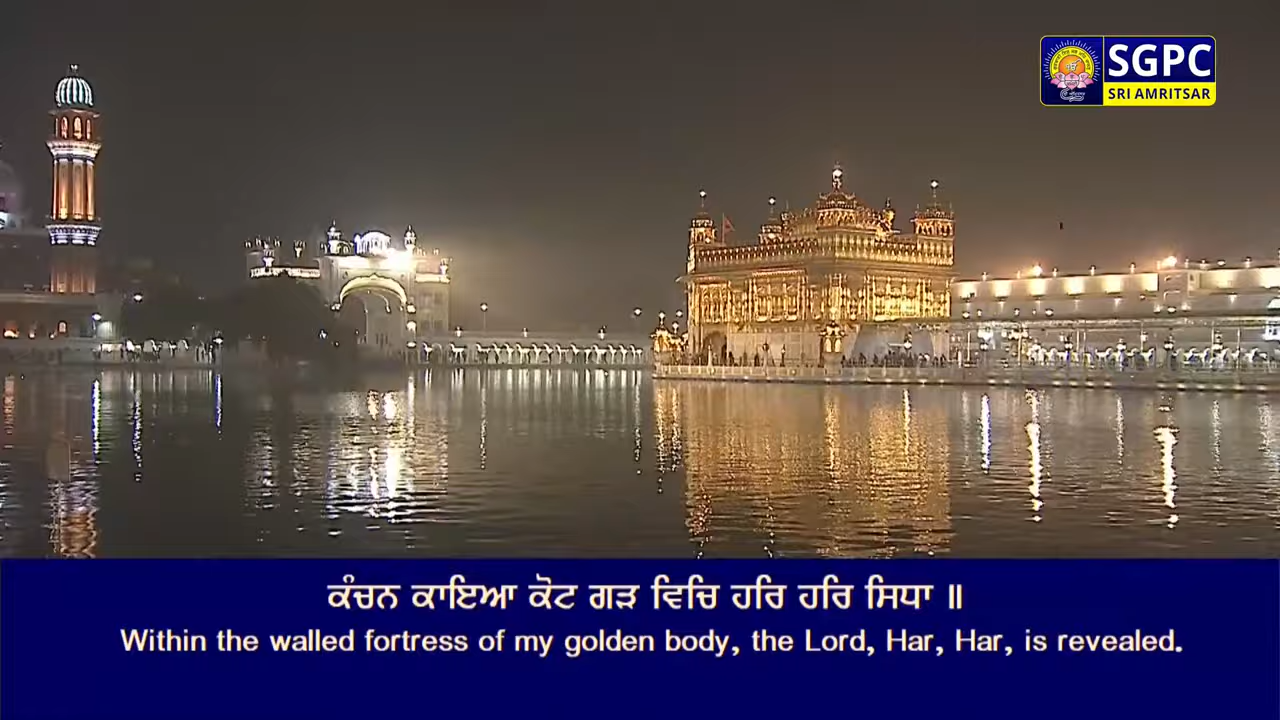 SGPC
SRI AMRITSAR
ਕੰਚਨ ਕਾਇਆ ਕੋਟ ਗੜ ਵਿਚਿ ਹਰਿ ਹਰਿ ਸਿਧਾ ॥
Within the walled fortress of my golden body, the Lord, Har, Har, is revealed.